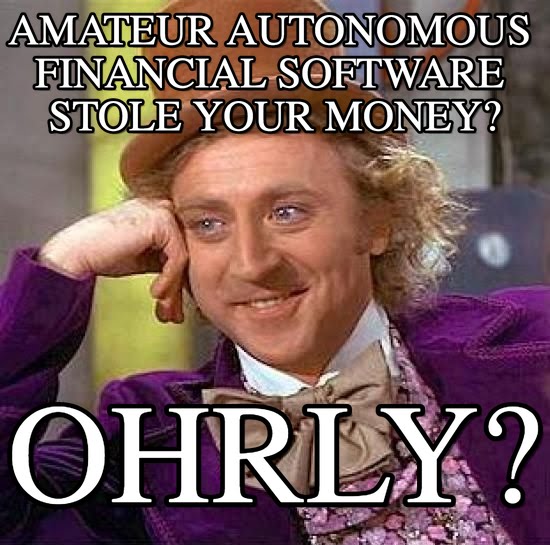 AMATEUR AUTONOMOUS
FINANCIAL SOFTWARE
STOLE YOUR MONEY?
OHRLY?